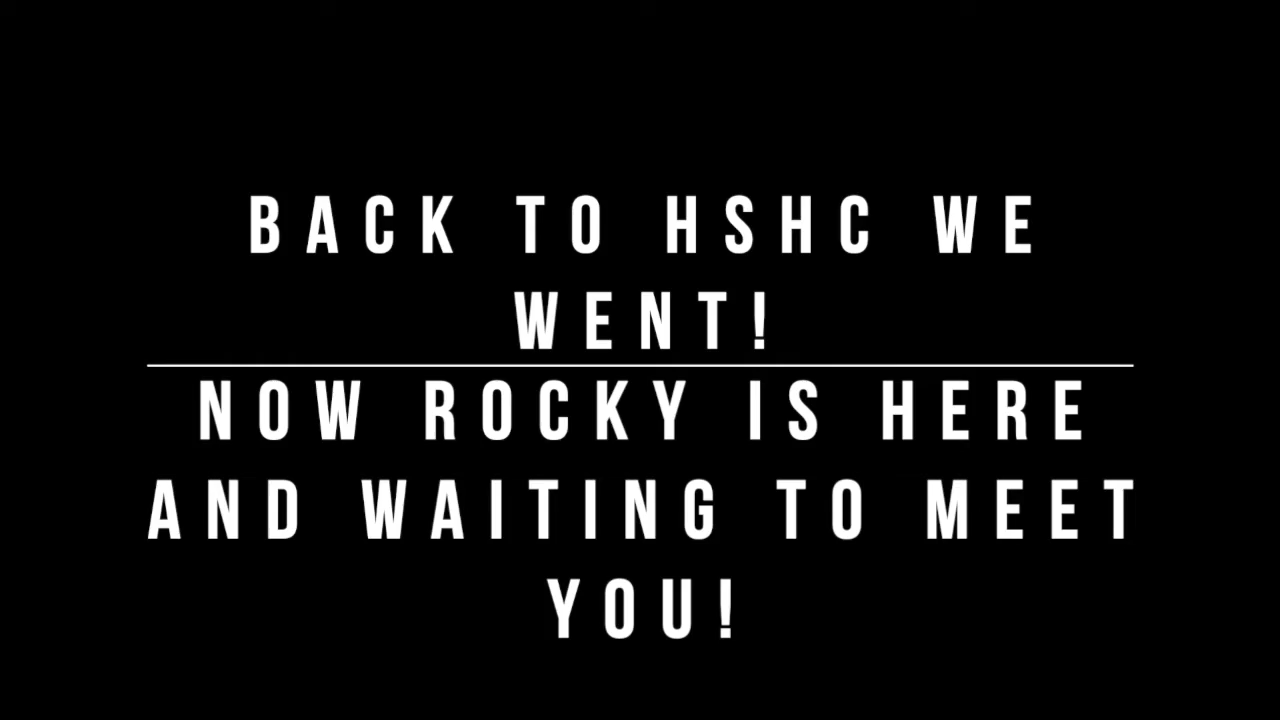 BACK TO HSHC WE
WENT!
NOW ROCKY IS HERE
AND WAITING TO MEET
YOU!